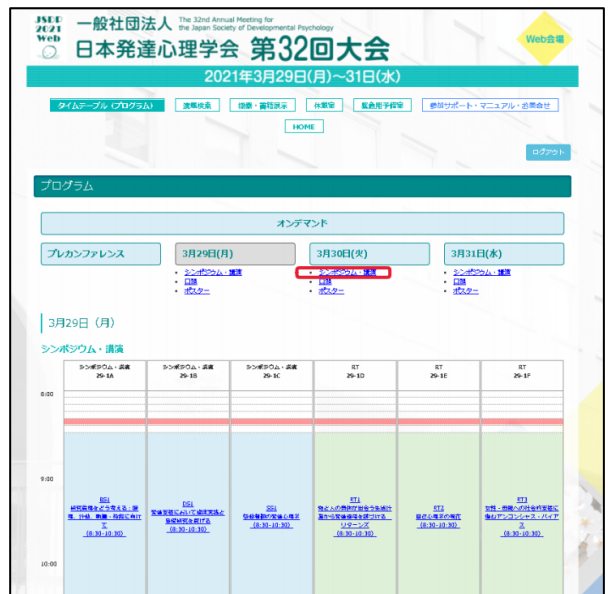 JSDP
2021
Web
一般社団法人 The 32nd Annual Meeting for
the Japan Society of Developmental Psychology
日本発達心理学会 第32回大会
Web会場
2021年3月29日(月)～31日(水)
タイムテーブル（プログラム）
演題検索
休憩室
緊急用予備室
参加サポート・マニュアル・お問合せ
HOME
ログアウト
プログラム
オンデマンド
プレカンファレンス
3月29日(月)
3月30日(火)
3月31日(水)
シンポジウム・講演
シンポジウム・講演
シンポジウム・講演
口頭
口頭
口頭
ポスター
ポスター
ポスター
3月29日（月）
シンポジウム・講演
シンポジウム・講演
29-1A
シンポジウム・講演
29-1B
シンポジウム・講演
29-1C
RT
29-1D
RT
29-1E
RT
29-1F
8:00
9:00
(8:30-10:30)
DS1
(8:30-10:30)
SS1
(8:30-10:30)
RT1
リターンズ
(8:30-10:30)
RT2
(8:30-10:30)
RT3
(8:30-10:30)
10:00